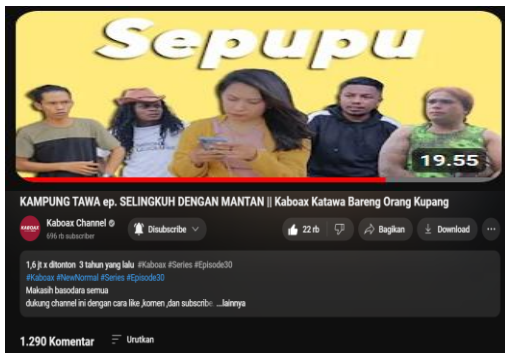 Sepupu
19.55
KAMPUNG TAWA ep. SELINGKUH DENGAN MANTAN || Kaboax Katawa Bareng Orang Kupang
KABOAX
Kaboax Channel
696 rb subscriber
Disubscribe
22 rb
Bagikan
Download
1,6 jt x ditonton 3 tahun yang lalu #Kaboax #Series #Episode30
#Kaboax #NewNormal #Series #Episode30
Makasih basodara semua
dukung channel ini dengan cara like ,komen ,dan subscribe ...lainnya
1.290 Komentar
Urutkan